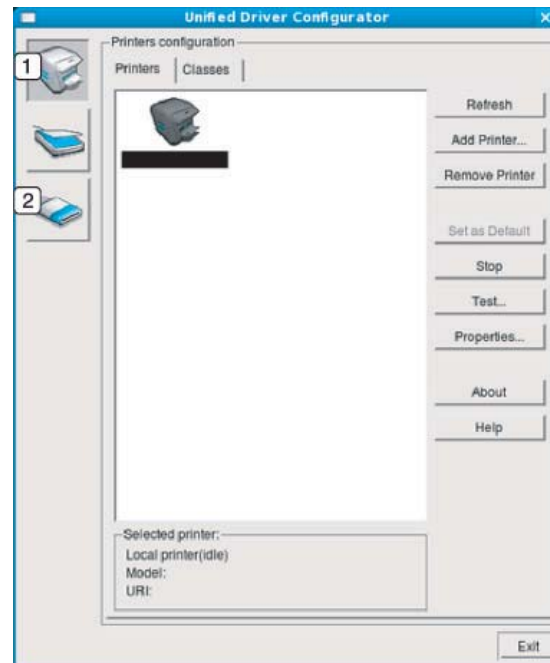 Unified Driver Configurator
Printers configuration
1
Printers
Classes
Refresh
Add Printer...
Remove Printer
2
Set as Default
Stop
Test...
Properties...
About
Help
Selected printer:
Local printer(idle)
Model:
URI:
Exit